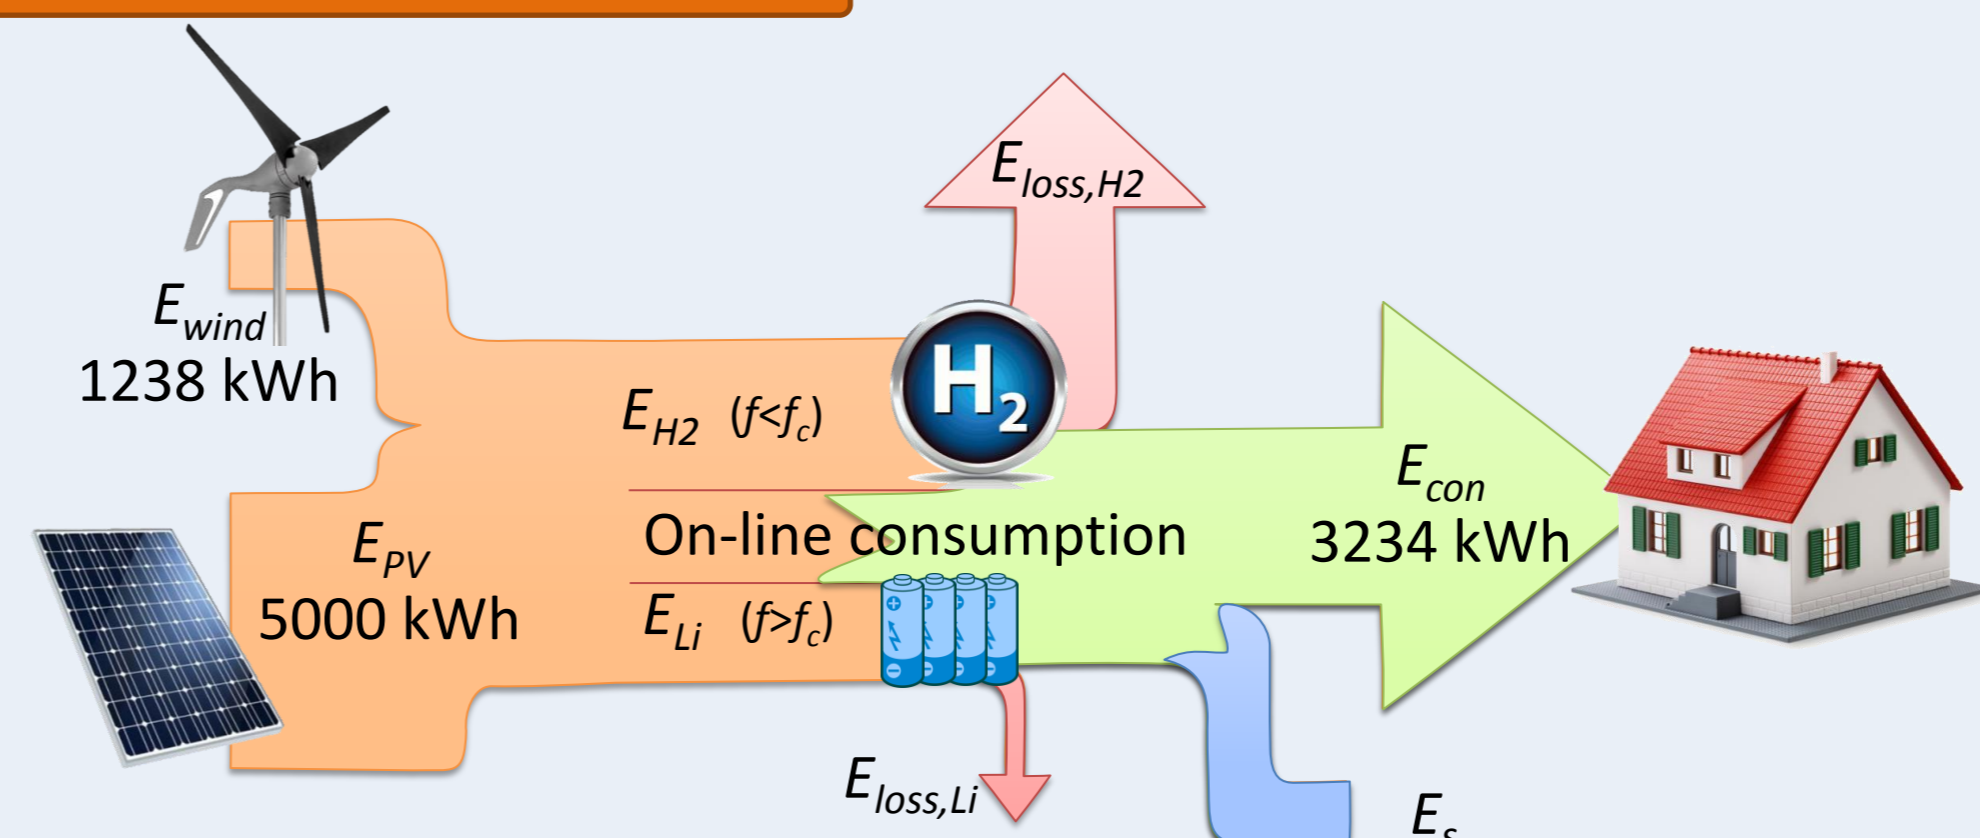 E_loss,H2
E_wind
1238 kWh
H₂
E_H2 (f<f_c)
E_con
3234 kWh
On-line consumption
E_PV
5000 kWh
E_Li (f>f_c)
E_loss,Li
E_s